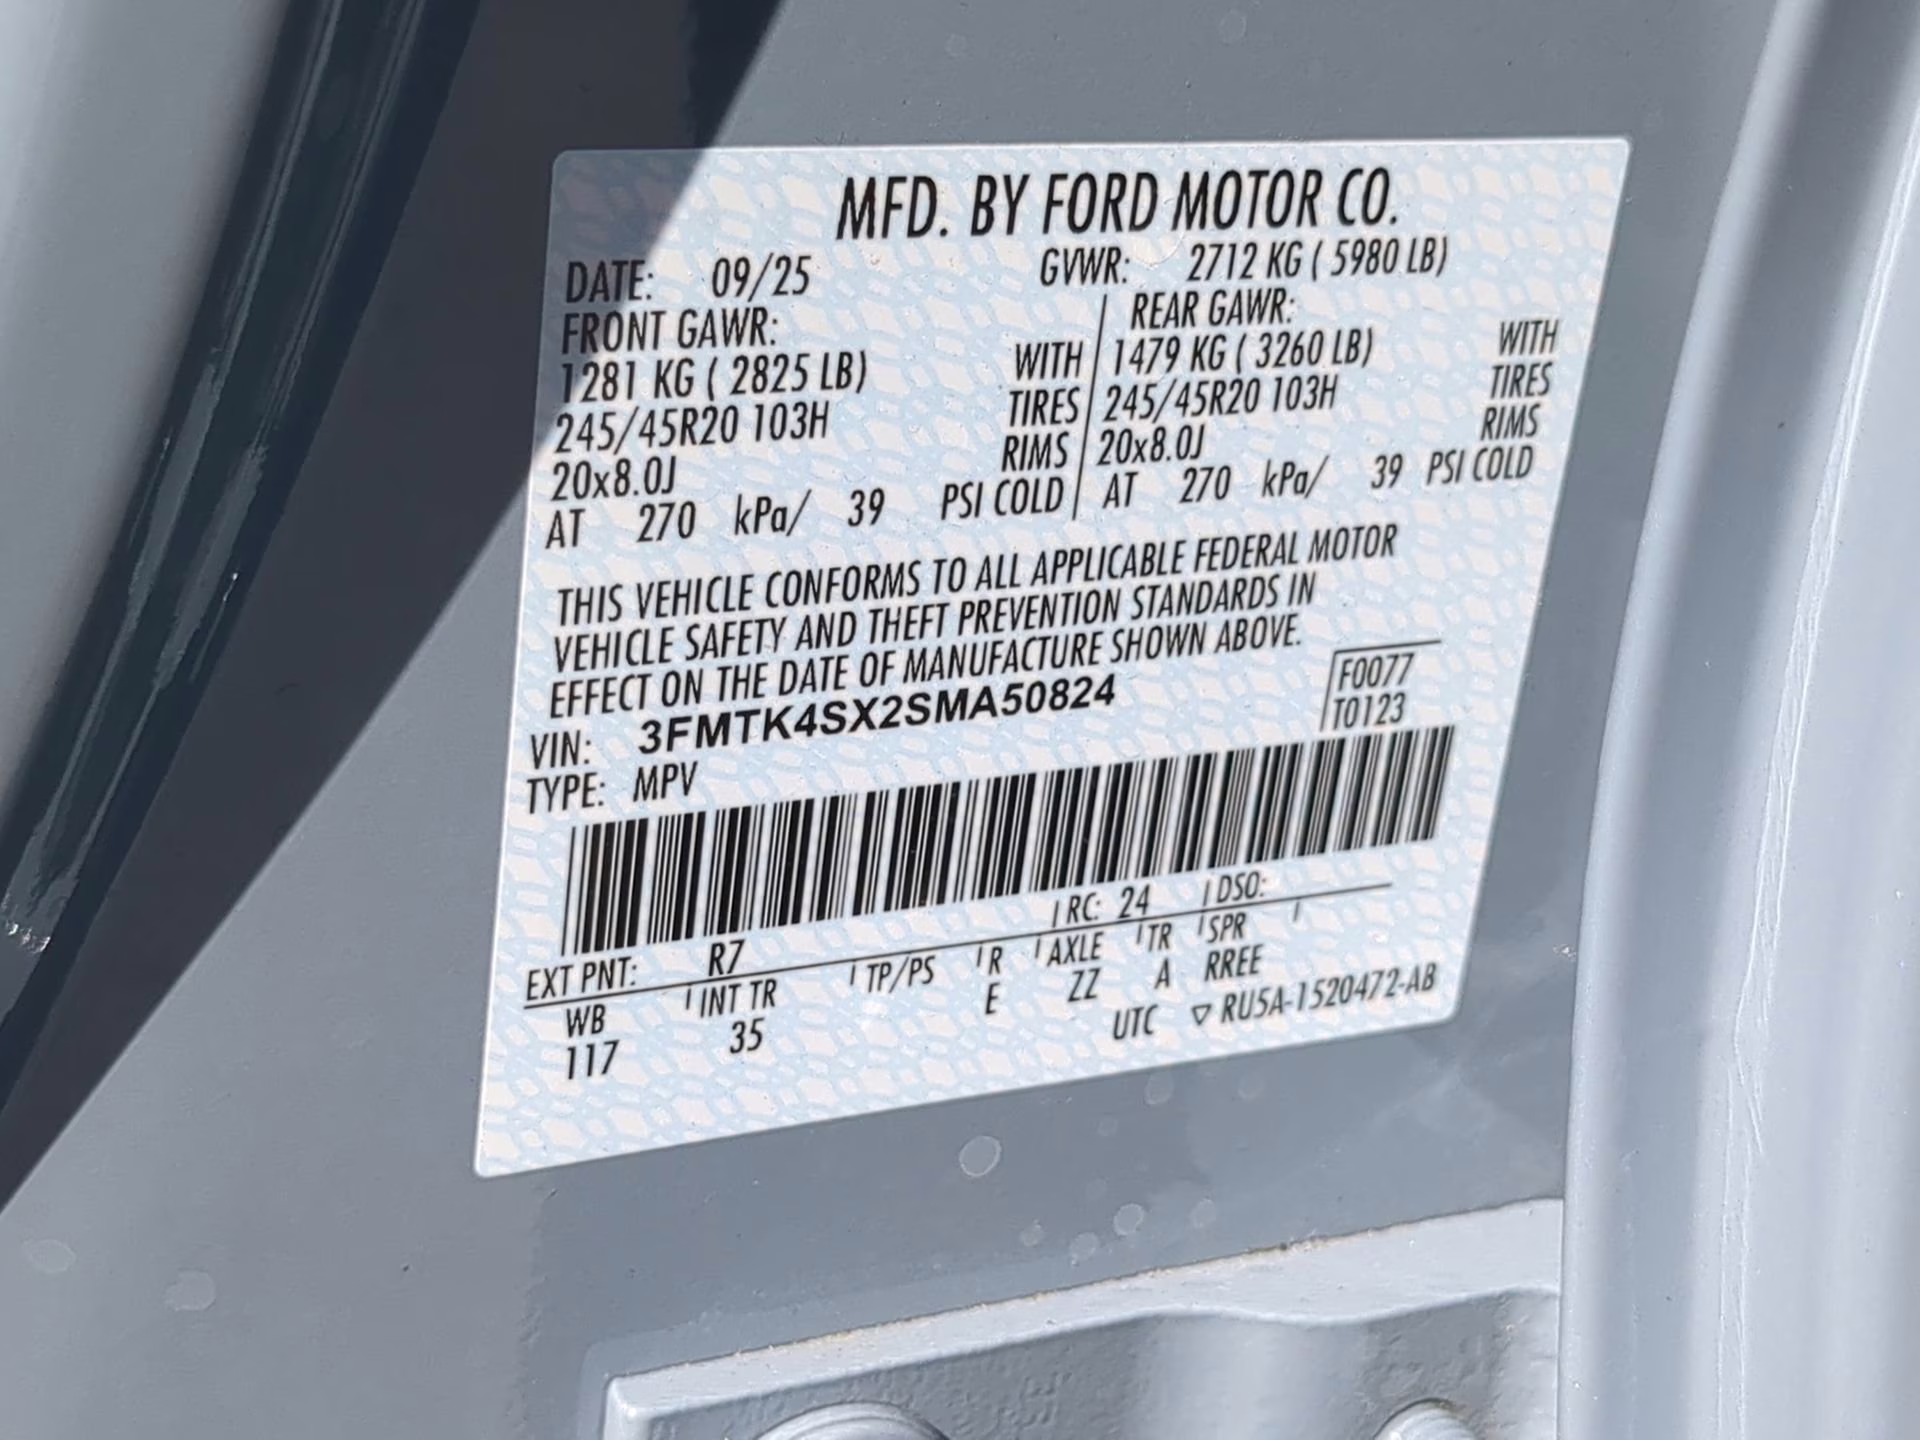 MFD. BY FORD MOTOR CO.
DATE: 09/25 GVWR: 2712 KG ( 5980 LB)
FRONT GAWR: REAR GAWR:
1281 KG ( 2825 LB) WITH 1479 KG ( 3260 LB) WITH
245/45R20 103H TIRES 245/45R20 103H TIRES
20x8.0J RIMS 20x8.0J RIMS
AT 270 kPa/ 39 PSI COLD AT 270 kPa/ 39 PSI COLD
THIS VEHICLE CONFORMS TO ALL APPLICABLE FEDERAL MOTOR
VEHICLE SAFETY AND THEFT PREVENTION STANDARDS IN
EFFECT ON THE DATE OF MANUFACTURE SHOWN ABOVE.
VIN: 3FMTK4SX2SMA50824 F0077
TYPE: MPV T0123
EXT PNT: R7 RC: 24 DSO:
WB INT TR TP/PS R AXLE TR SPR
117 35 E ZZ A RREE
UTC ▽ RU5A-1520472-AB